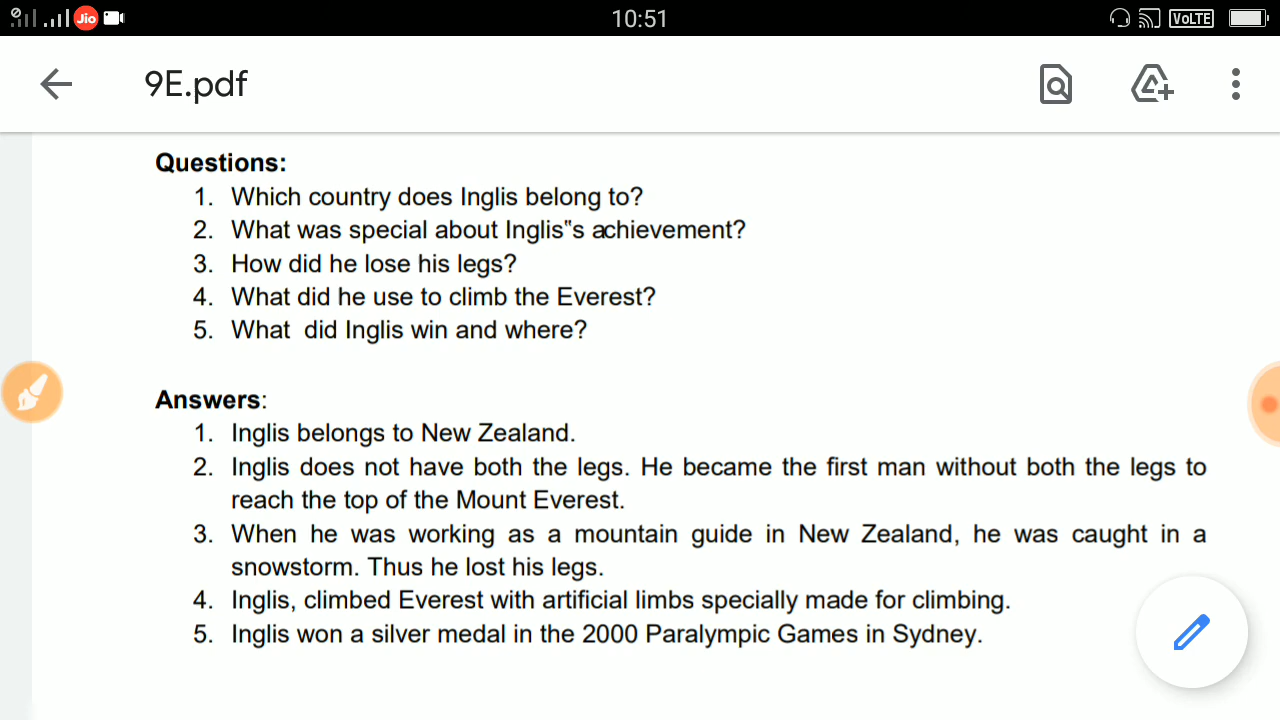 Jio 10:51 VoLTE
9E.pdf
Questions:
1. Which country does Inglis belong to?
2. What was special about Inglis‟s achievement?
3. How did he lose his legs?
4. What did he use to climb the Everest?
5. What  did Inglis win and where?
Answers:
1. Inglis belongs to New Zealand.
2. Inglis does not have both the legs. He became the first man without both the legs to
reach the top of the Mount Everest.
3. When he was working as a mountain guide in New Zealand, he was caught in a
snowstorm. Thus he lost his legs.
4. Inglis, climbed Everest with artificial limbs specially made for climbing.
5. Inglis won a silver medal in the 2000 Paralympic Games in Sydney.